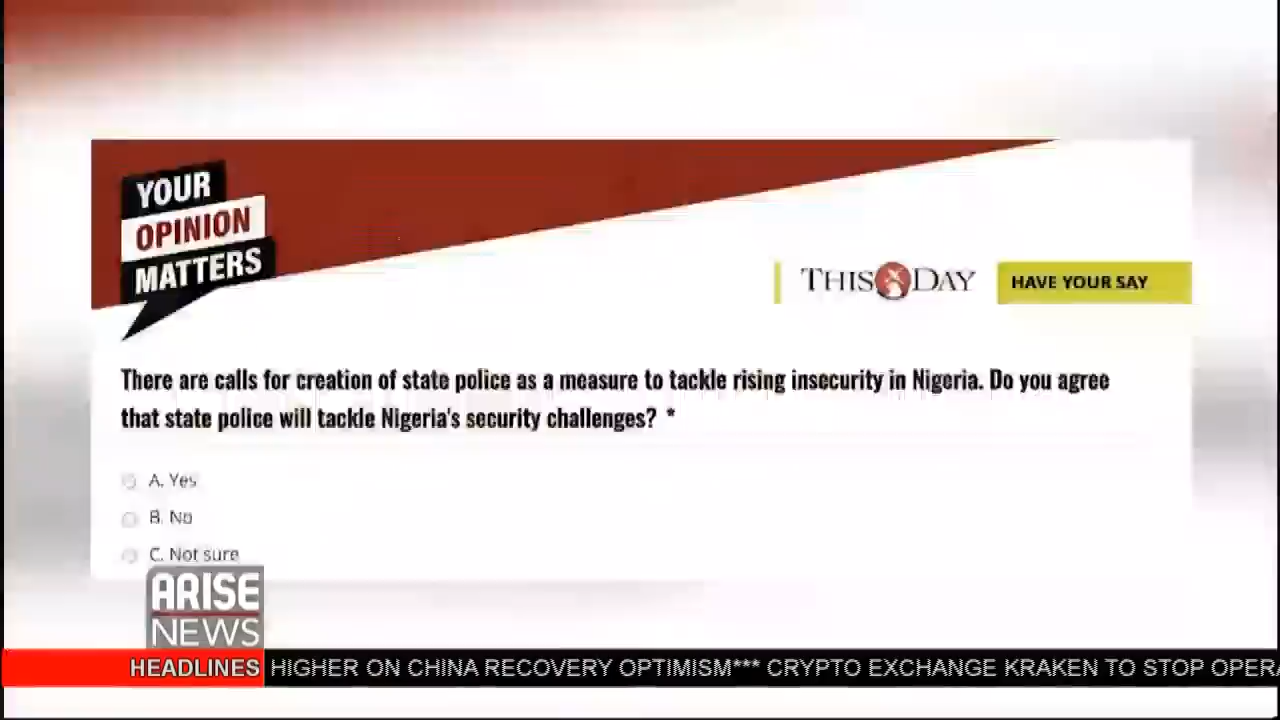 YOUR
OPINION
MATTERS
THISDAY
HAVE YOUR SAY
There are calls for creation of state police as a measure to tackle rising insecurity in Nigeria. Do you agree
that state police will tackle Nigeria's security challenges? *
A. Yes
B. No
C. Not sure
ARISE
NEWS
HEADLINES HIGHER ON CHINA RECOVERY OPTIMISM*** CRYPTO EXCHANGE KRAKEN TO STOP OPERA